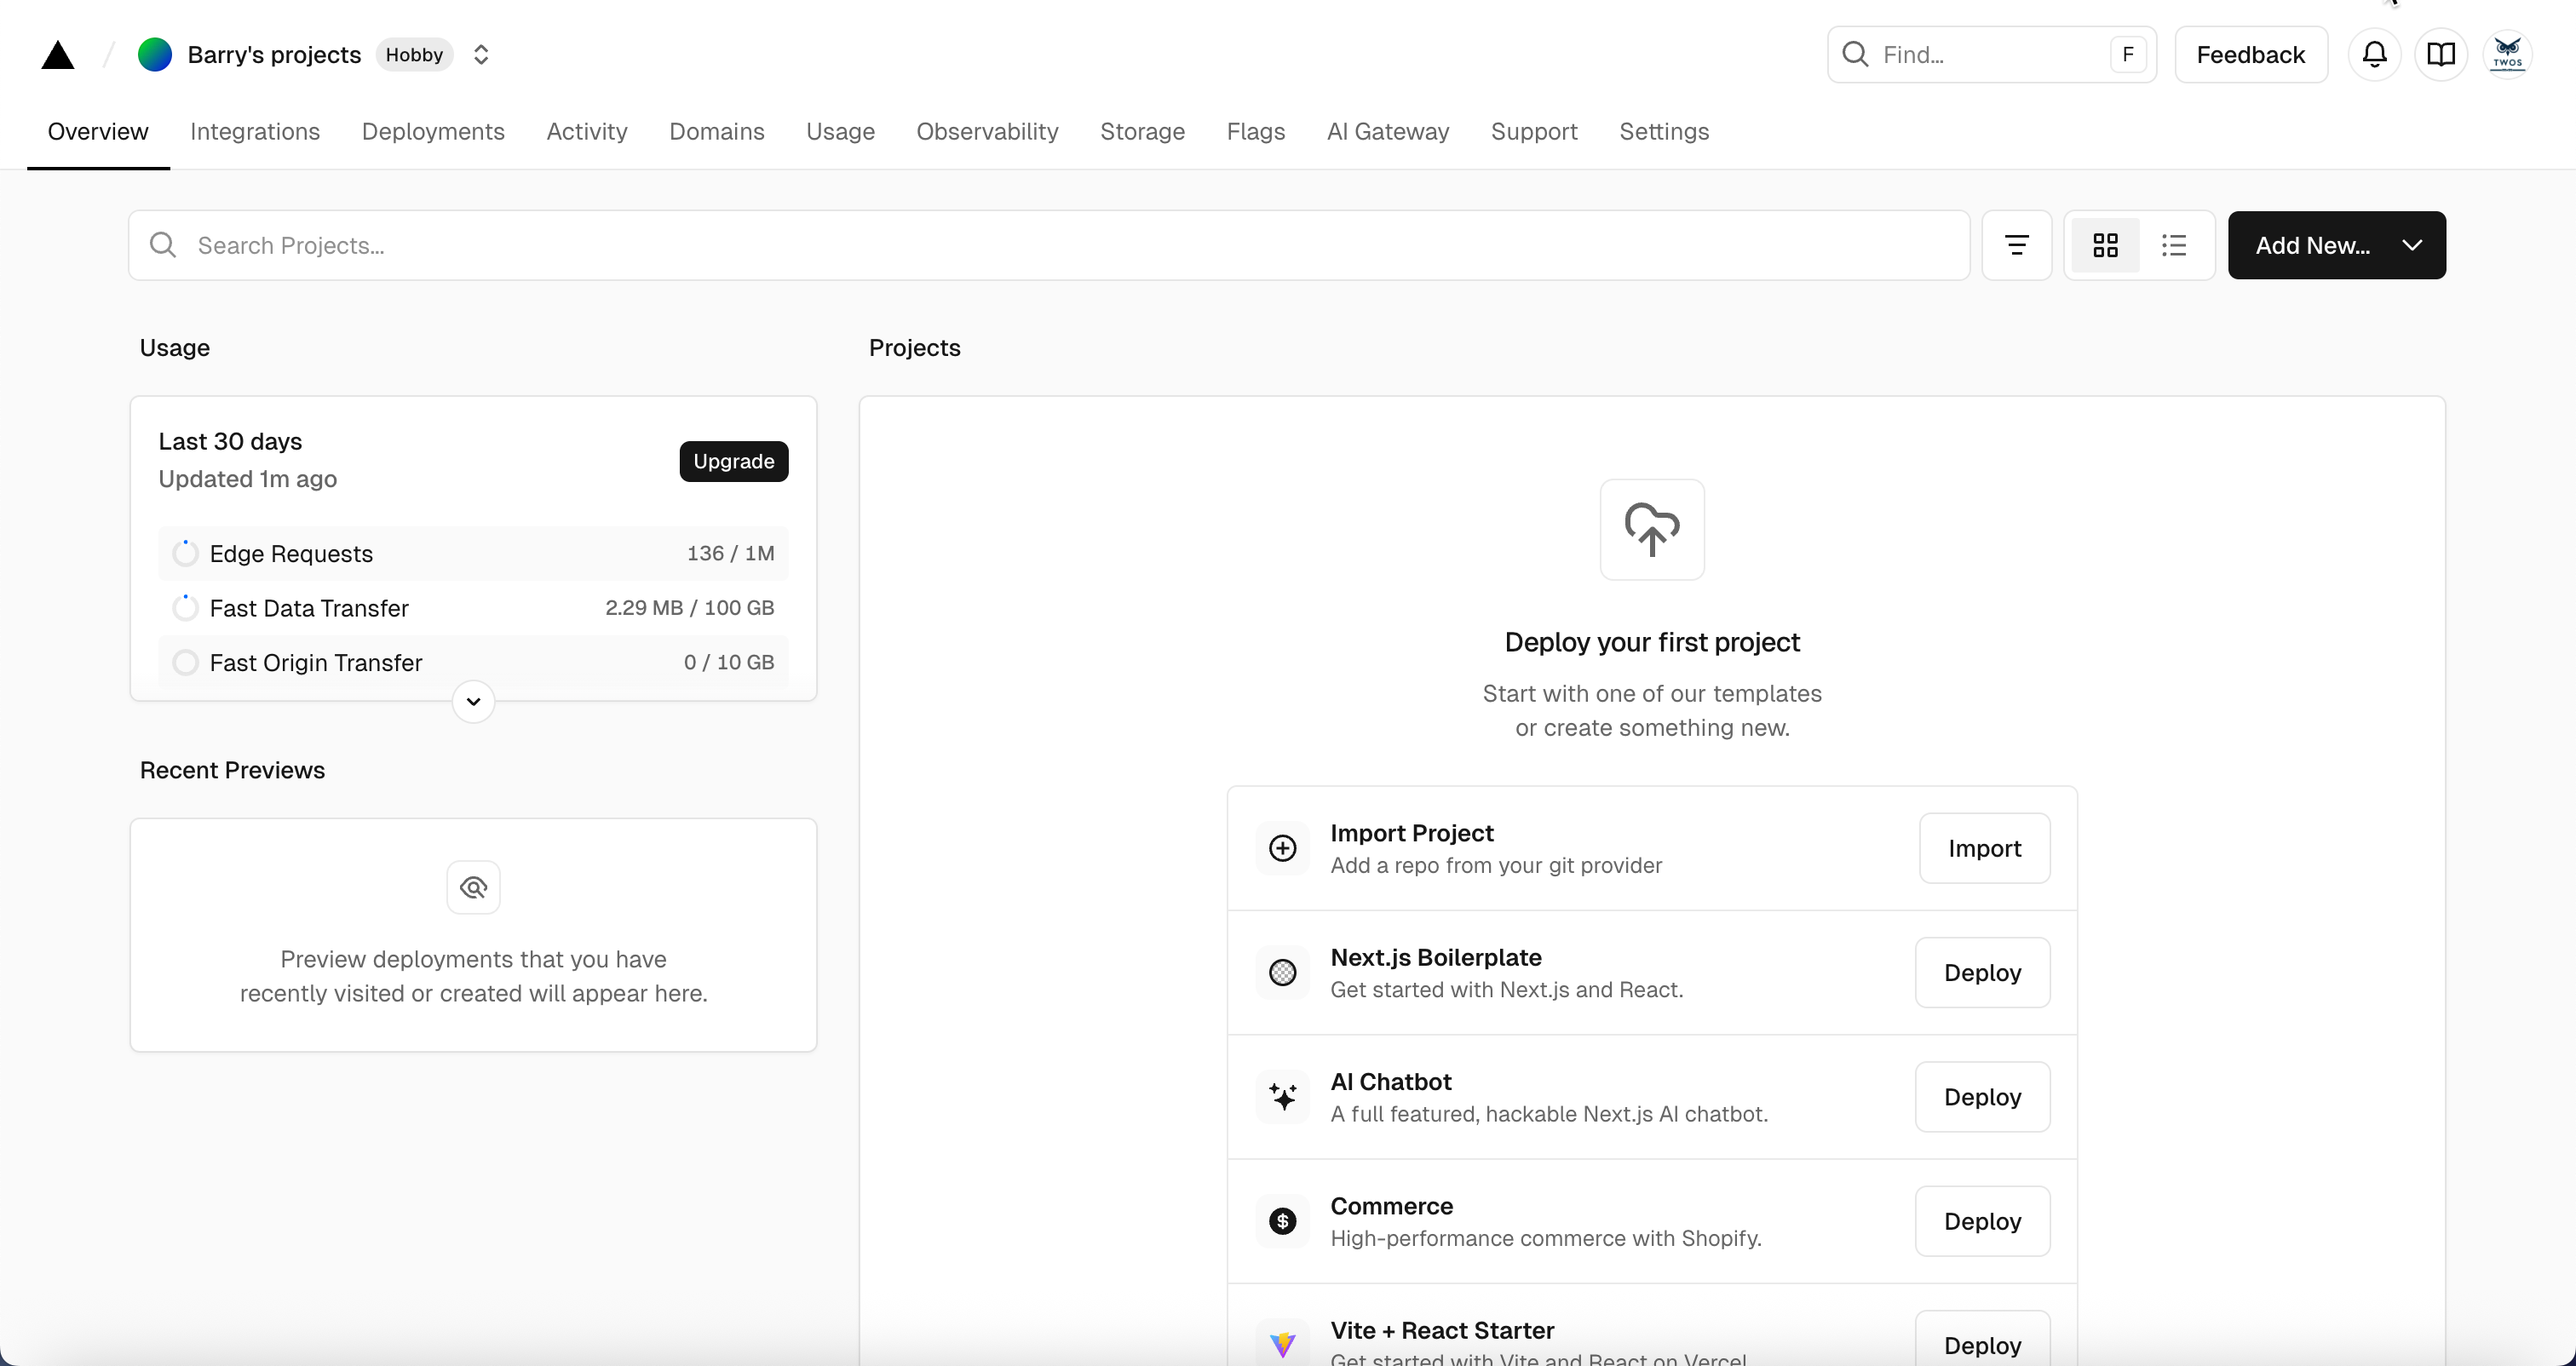 Barry's projects Hobby
Find... F
Feedback
TWOS
Overview Integrations Deployments Activity Domains Usage Observability Storage Flags AI Gateway Support Settings
Search Projects...
Add New...
Usage
Last 30 days
Updated 1m ago
Upgrade
Edge Requests 136 / 1M
Fast Data Transfer 2.29 MB / 100 GB
Fast Origin Transfer 0 / 10 GB
Recent Previews
Preview deployments that you have
recently visited or created will appear here.
Projects
Deploy your first project
Start with one of our templates
or create something new.
Import Project
Add a repo from your git provider
Import
Next.js Boilerplate
Get started with Next.js and React.
Deploy
AI Chatbot
A full featured, hackable Next.js AI chatbot.
Deploy
Commerce
High-performance commerce with Shopify.
Deploy
Vite + React Starter
Get started with Vite and React on Vercel
Deploy